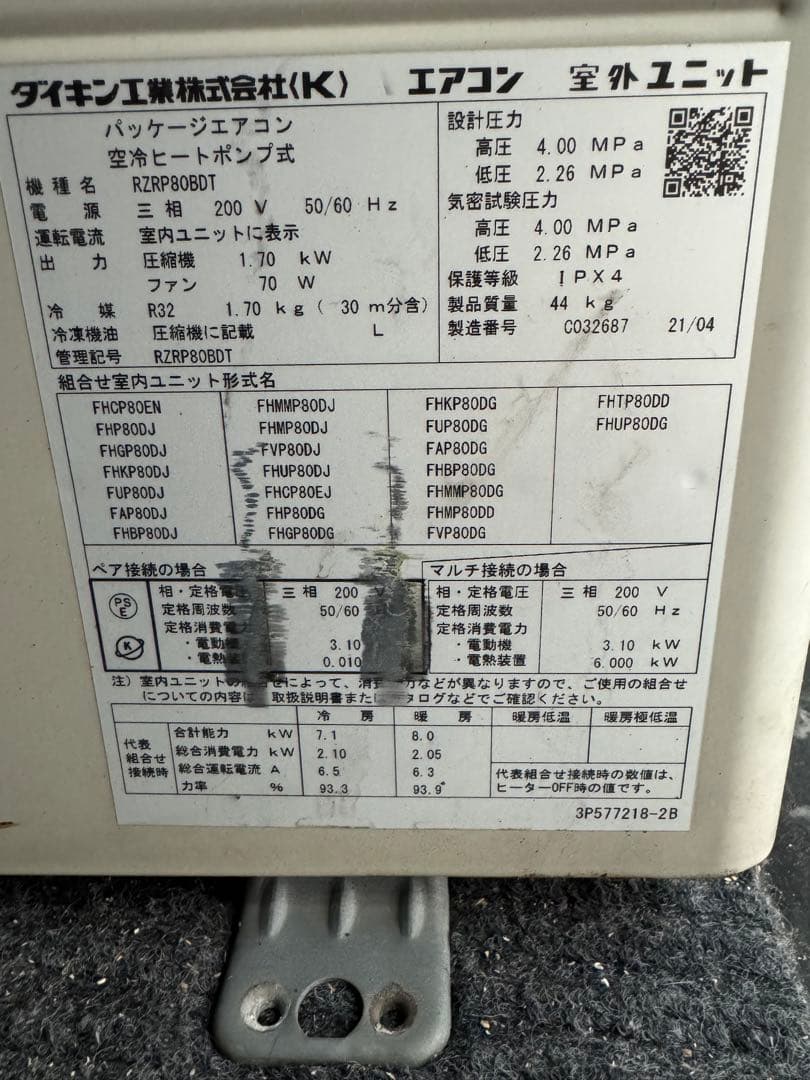 ダイキン工業株式会社(K) エアコン 室外ユニット
パッケージエアコン
空冷ヒートポンプ式
機種名 RZRP80BDT
電源 三相 200 V 50/60 Hz
運転電流 室内ユニットに表示
出力 圧縮機 1.70 kW
ファン 70 W
冷媒 R32 1.70 kg ( 30 m分含)
冷凍機油 圧縮機に記載 L
管理記号 RZRP80BDT
設計圧力
高圧 4.00 MPa
低圧 2.26 MPa
気密試験圧力
高圧 4.00 MPa
低圧 2.26 MPa
保護等級 IPX4
製品質量 44 kg
製造番号 C032687 21/04
組合せ室内ユニット形式名
FHCP80EN FHMMP80DJ FHKP80DG FHTP80DD
FHP80DJ FHMP80DJ FUP80DG FHUP80DG
FHGP80DJ FVP80DJ FAP80DG
FHKP80DJ FHUP80DJ FHBP80DG
FUP80DJ FHCP80EJ FHMMP80DG
FAP80DJ FHP80DG FHMP80DD
FHBP80DJ FHGP80DG FVP80DG
ペア接続の場合
PS
E
相・定格電圧 三相 200 V
定格周波数 50/60
定格消費電力
・電動機 3.10
・電熱装 0.010
マルチ接続の場合
相・定格電圧 三相 200 V
定格周波数 50/60 Hz
定格消費電力
・電動機 3.10 kW
・電熱装置 6.000 kW
注) 室内ユニットの せによって、消費 力などが異なりますので、ご使用の組合せ
についての内容は 取扱説明書また タログなどでご確認ください。
冷房 暖房 暖房低温 暖房極低温
代表
組合せ
接続時
合計能力 kW 7.1 8.0
総合消費電力 kW 2.10 2.05
総合運転電流 A 6.5 6.3
力率 % 93.3 93.9
代表組合せ接続時の数値は、
ヒーターOFF時の値です。
3P577218-2B